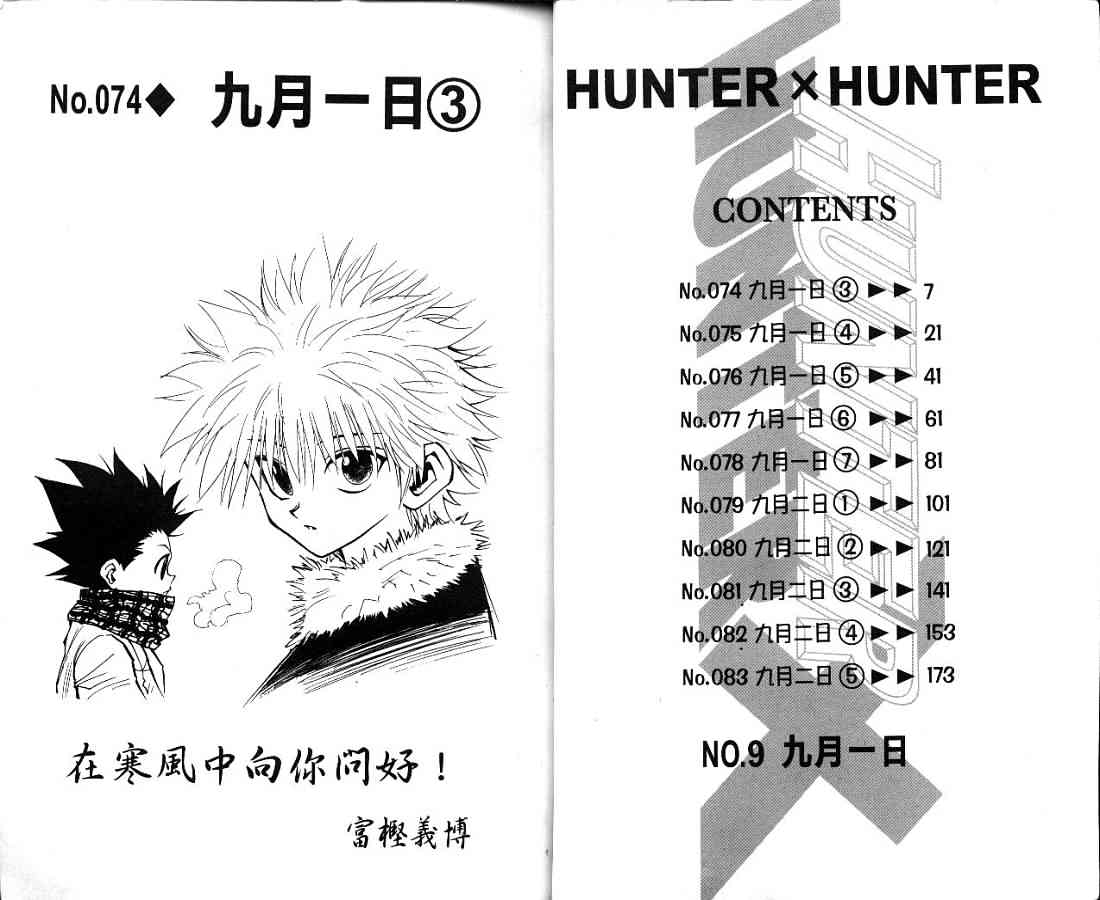 No.074◆ 九月一日③
在寒風中向你問好！
富樫義博
HUNTER×HUNTER
CONTENTS
No.074 九月一日③▶▶ 7
No.075 九月一日④▶▶ 21
No.076 九月一日⑤▶▶ 41
No.077 九月一日⑥▶▶ 61
No.078 九月一日⑦▶▶ 81
No.079 九月二日①▶▶ 101
No.080 九月二日②▶▶ 121
No.081 九月二日③▶▶ 141
No.082 九月二日④▶▶ 153
No.083 九月二日⑤▶▶ 173
NO.9 九月一日
HUNTER×HUNTER